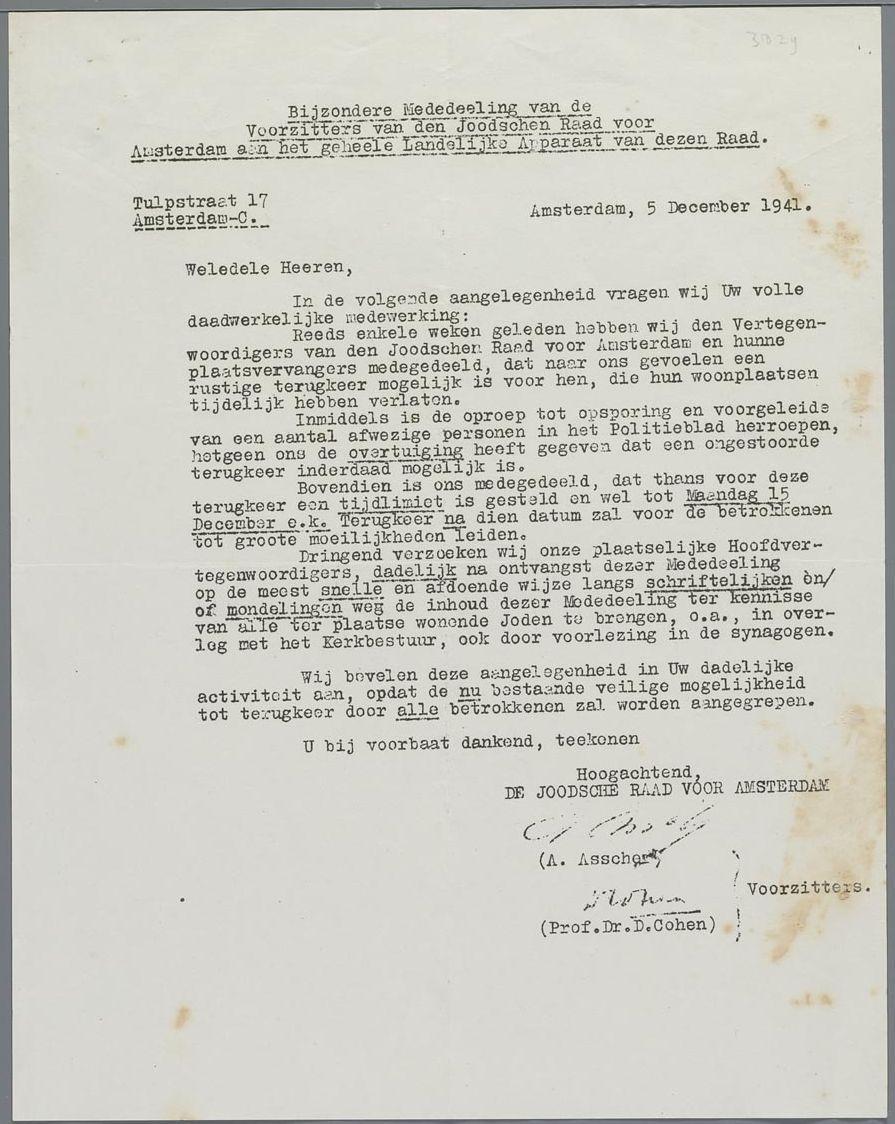 3D29
Bijzondere Mededeeling van de
Voorzitters van den Joodschen Raad voor
Amsterdam aan het geheele Landelijke Apparaat van dezen Raad.
Tulpstraat 17
Amsterdam-C.
Amsterdam, 5 December 1941.
Weledele Heeren,
In de volgende aangelegenheid vragen wij Uw volle
daadwerkelijke medewerking:
Reeds enkele weken geleden hebben wij den Vertegen-
woordigers van den Joodschen Raad voor Amsterdam en hunne
plaatsvervangers medegedeeld, dat naar ons gevoelen een
rustige terugkeer mogelijk is voor hen, die hun woonplaatsen
tijdelijk hebben verlaten.
Inmiddels is de oproep tot opsporing en voorgeleide
van een aantal afwezige personen in het Politieblad herroepen,
hetgeen ons de overtuiging heeft gegeven dat een ongestoorde
terugkeer inderdaad mogelijk is.
Bovendien is ons medegedeeld, dat thans voor deze
terugkeer een tijdlimiet is gesteld en wel tot Maandag 15
December e.k. Terugkeer na dien datum zal voor de betrokkenen
tot groote moeilijkheden leiden.
Dringend verzoeken wij onze plaatselijke Hoofdver-
tegenwoordigers, dadelijk na ontvangst dezer Mededeeling
op de meest snelle en afdoende wijze langs schriftelijken en/
of mondelingen weg de inhoud dezer Mededeeling ter kennisse
van alle ter plaatse wonende Joden te brengen, o.a., in over-
leg met het Kerkbestuur, ook door voorlezing in de synagogen.
Wij bevelen deze aangelegenheid in Uw dadelijke
activiteit aan, opdat de nu bestaande veilige mogelijkheid
tot terugkeer door alle betrokkenen zal worden aangegrepen.
U bij voorbaat dankend, teekenen
Hoogachtend,
DE JOODSCHE RAAD VOOR AMSTERDAM
(A. Asscher)
Voorzitters.
(Prof.Dr.D.Cohen)